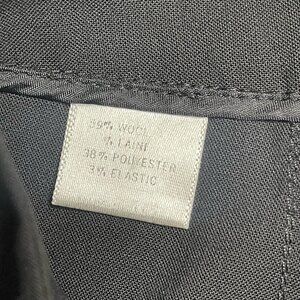 59% WOOL
% LAINE
38% POLYESTER
3% ELASTIC